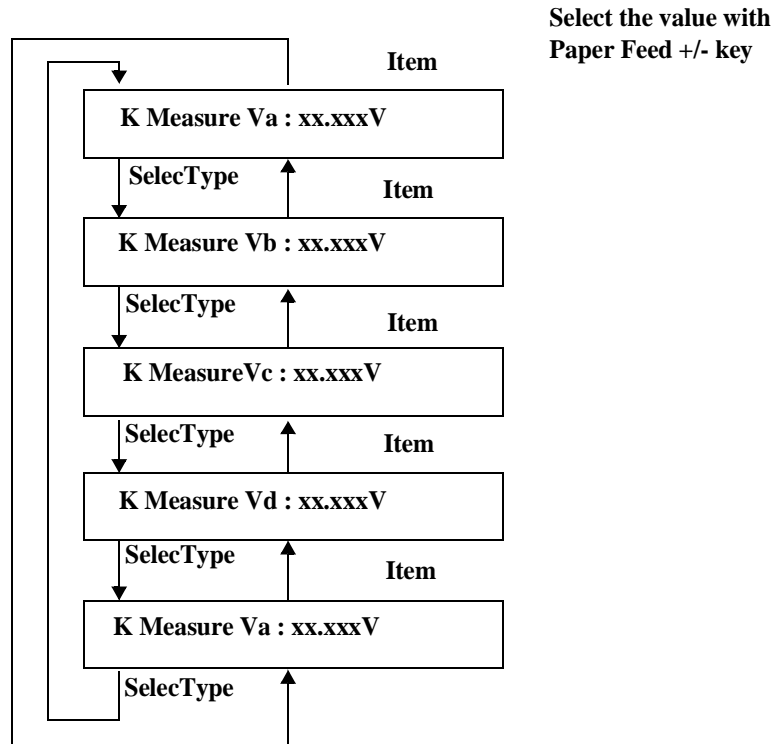 Select the value with
Paper Feed +/- key
Item
K Measure Va : xx.xxxV
SelecType
Item
K Measure Vb : xx.xxxV
SelecType
Item
K MeasureVc : xx.xxxV
SelecType
Item
K Measure Vd : xx.xxxV
SelecType
Item
K Measure Va : xx.xxxV
SelecType